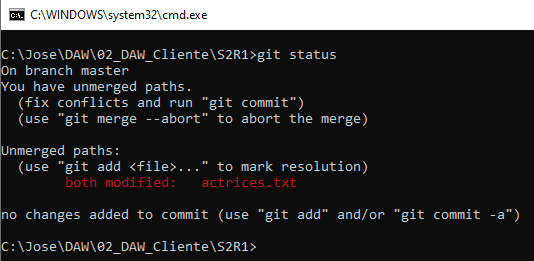 C:\WINDOWS\system32\cmd.exe
C:\Jose\DAW\02_DAW_Cliente\S2R1>git status
On branch master
You have unmerged paths.
  (fix conflicts and run "git commit")
  (use "git merge --abort" to abort the merge)
Unmerged paths:
  (use "git add <file>..." to mark resolution)
        both modified:   actrices.txt
no changes added to commit (use "git add" and/or "git commit -a")
C:\Jose\DAW\02_DAW_Cliente\S2R1>